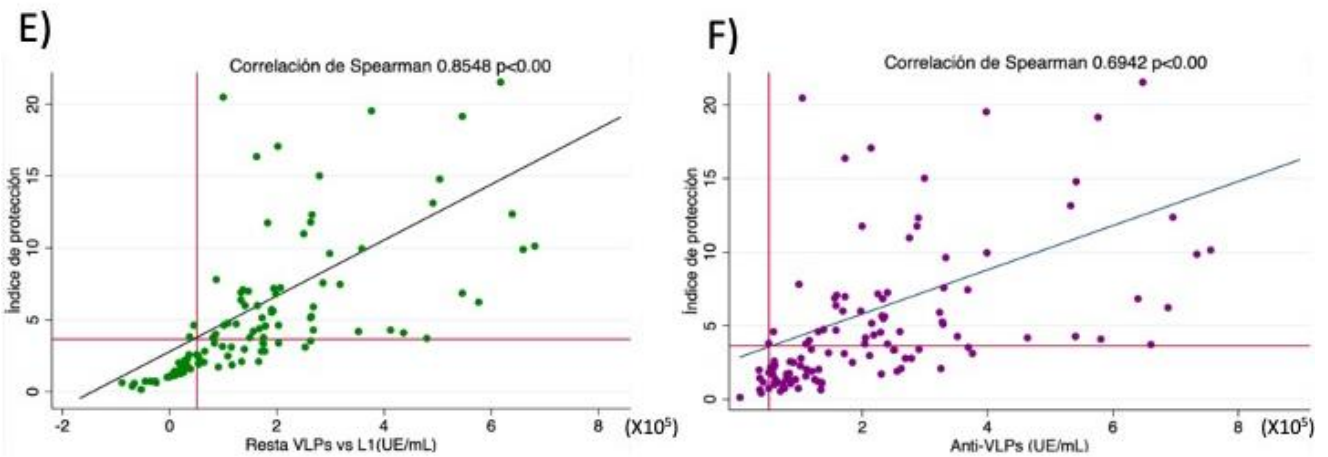 E)
Correlación de Spearman 0.8548 p<0.00
Índice de protección
20
15
10
5
0
-2
0
2
4
6
8
(X10⁵)
Resta VLPs vs L1(UE/mL)
F)
Correlación de Spearman 0.6942 p<0.00
Índice de protección
20
15
10
5
0
2
4
6
8
(X10⁵)
Anti-VLPs (UE/mL)